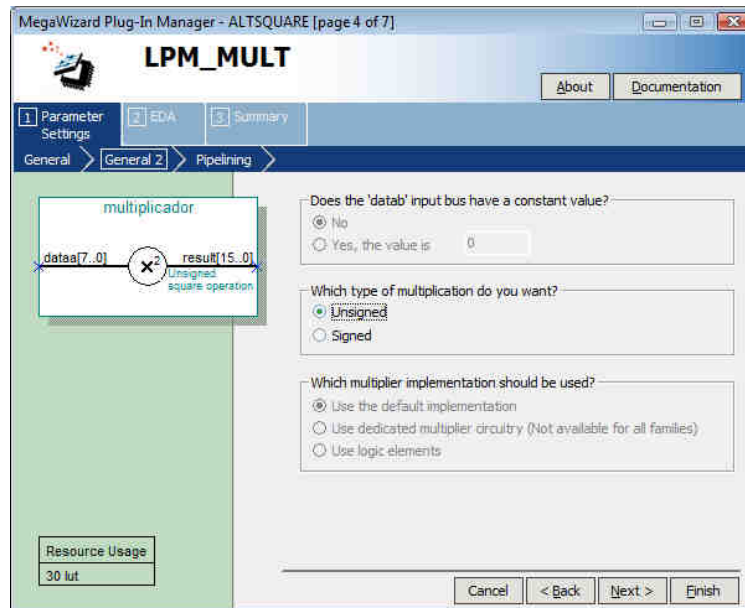 MegaWizard Plug-In Manager - ALTSQUARE [page 4 of 7]
LPM_MULT
About
Documentation
1 Parameter Settings
2 EDA
3 Summary
General
General 2
Pipelining
multiplicador
dataa[7..0]
result[15..0]
×2
Unsigned
square operation
Does the 'datab' input bus have a constant value?
No
Yes, the value is 0
Which type of multiplication do you want?
Unsigned
Signed
Which multiplier implementation should be used?
Use the default implementation
Use dedicated multiplier circuitry (Not available for all families)
Use logic elements
Resource Usage
30 lut
Cancel
< Back
Next >
Finish